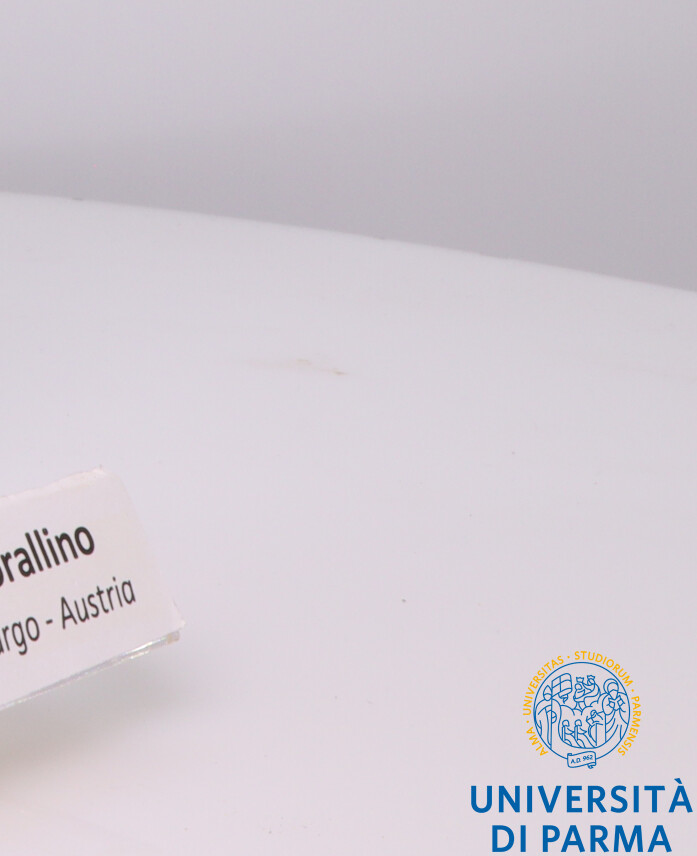 rallino
rgo - Austria
ALMA · UNIVERSITAS · STUDIORUM · PARMENSIS
A.D. 962
UNIVERSITÀ
DI PARMA